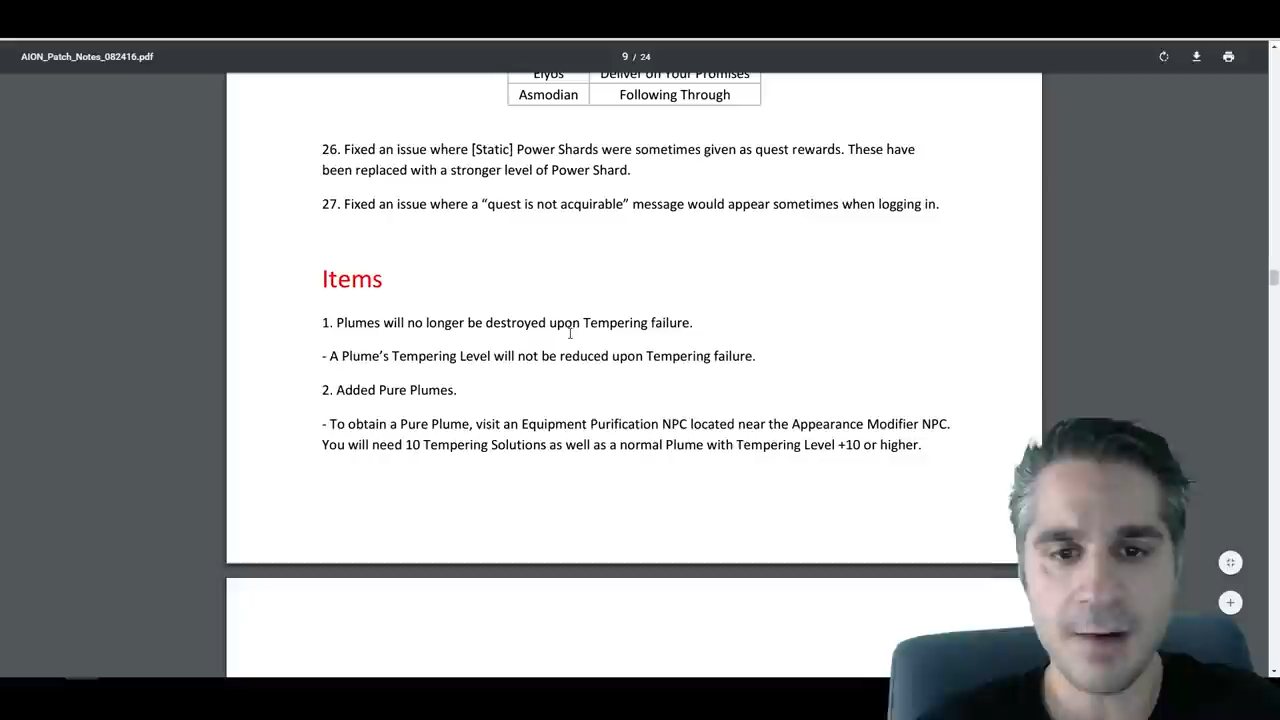 AION_Patch_Notes_082416.pdf
9 / 24
Elyos Deliver on Your Promises
Asmodian Following Through
26. Fixed an issue where [Static] Power Shards were sometimes given as quest rewards. These have
been replaced with a stronger level of Power Shard.
27. Fixed an issue where a “quest is not acquirable” message would appear sometimes when logging in.
Items
1. Plumes will no longer be destroyed upon Tempering failure.
- A Plume’s Tempering Level will not be reduced upon Tempering failure.
2. Added Pure Plumes.
- To obtain a Pure Plume, visit an Equipment Purification NPC located near the Appearance Modifier NPC.
You will need 10 Tempering Solutions as well as a normal Plume with Tempering Level +10 or higher.